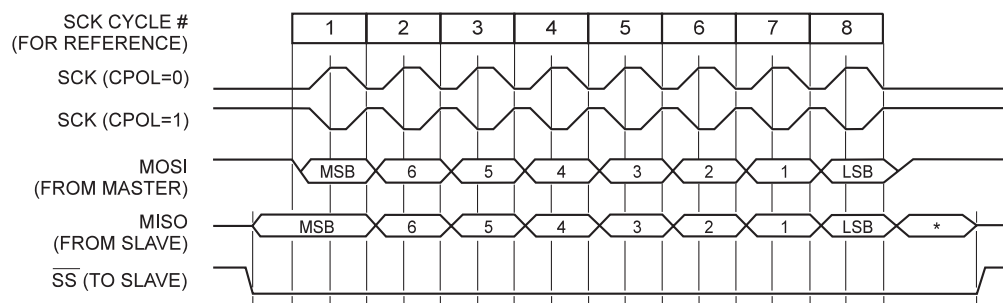 SCK CYCLE #
(FOR REFERENCE)
1 2 3 4 5 6 7 8
SCK (CPOL=0)
SCK (CPOL=1)
MOSI
(FROM MASTER)
MSB 6 5 4 3 2 1 LSB
MISO
(FROM SLAVE)
MSB 6 5 4 3 2 1 LSB *
SS (TO SLAVE)